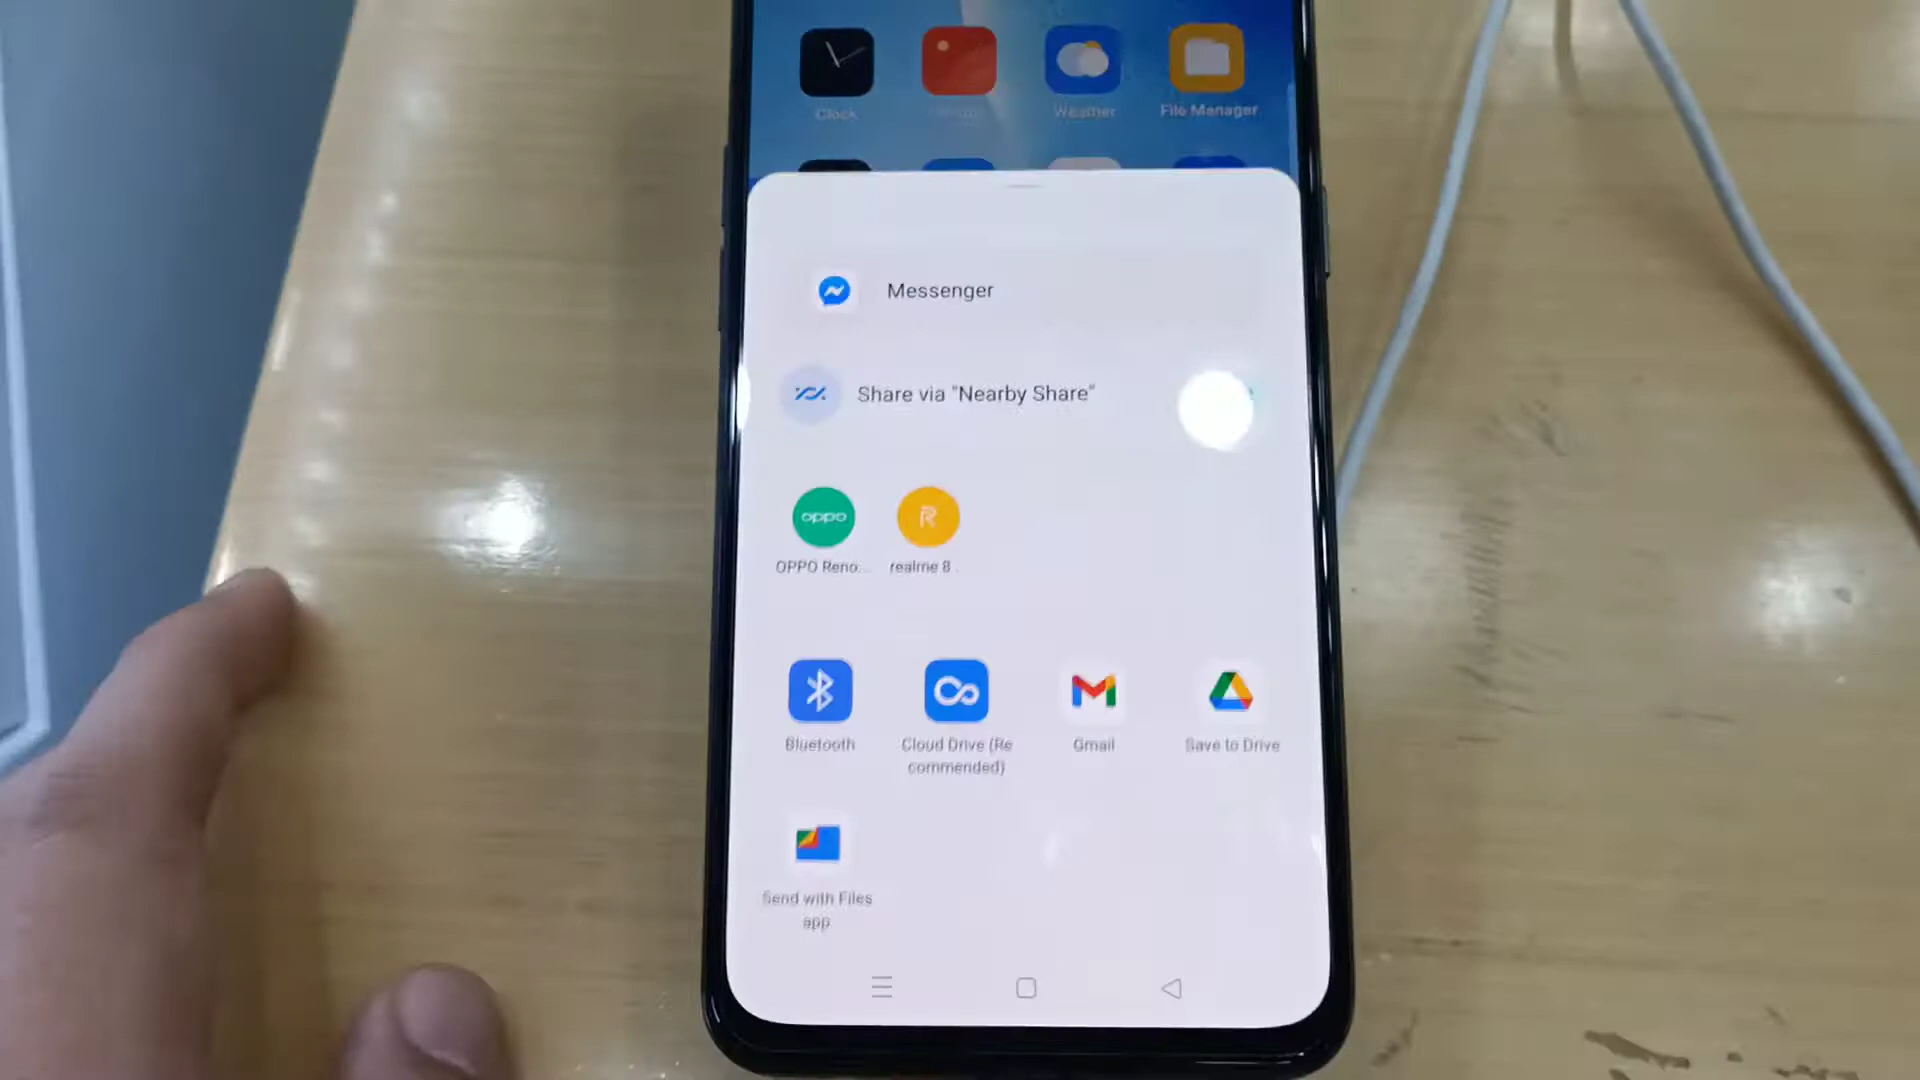 Clock
Weather
File Manager
Messenger
Share via "Nearby Share"
oppo
R
OPPO Reno...
realme 8 .
Bluetooth
Cloud Drive (Re
commended)
Gmail
Save to Drive
Send with Files
app